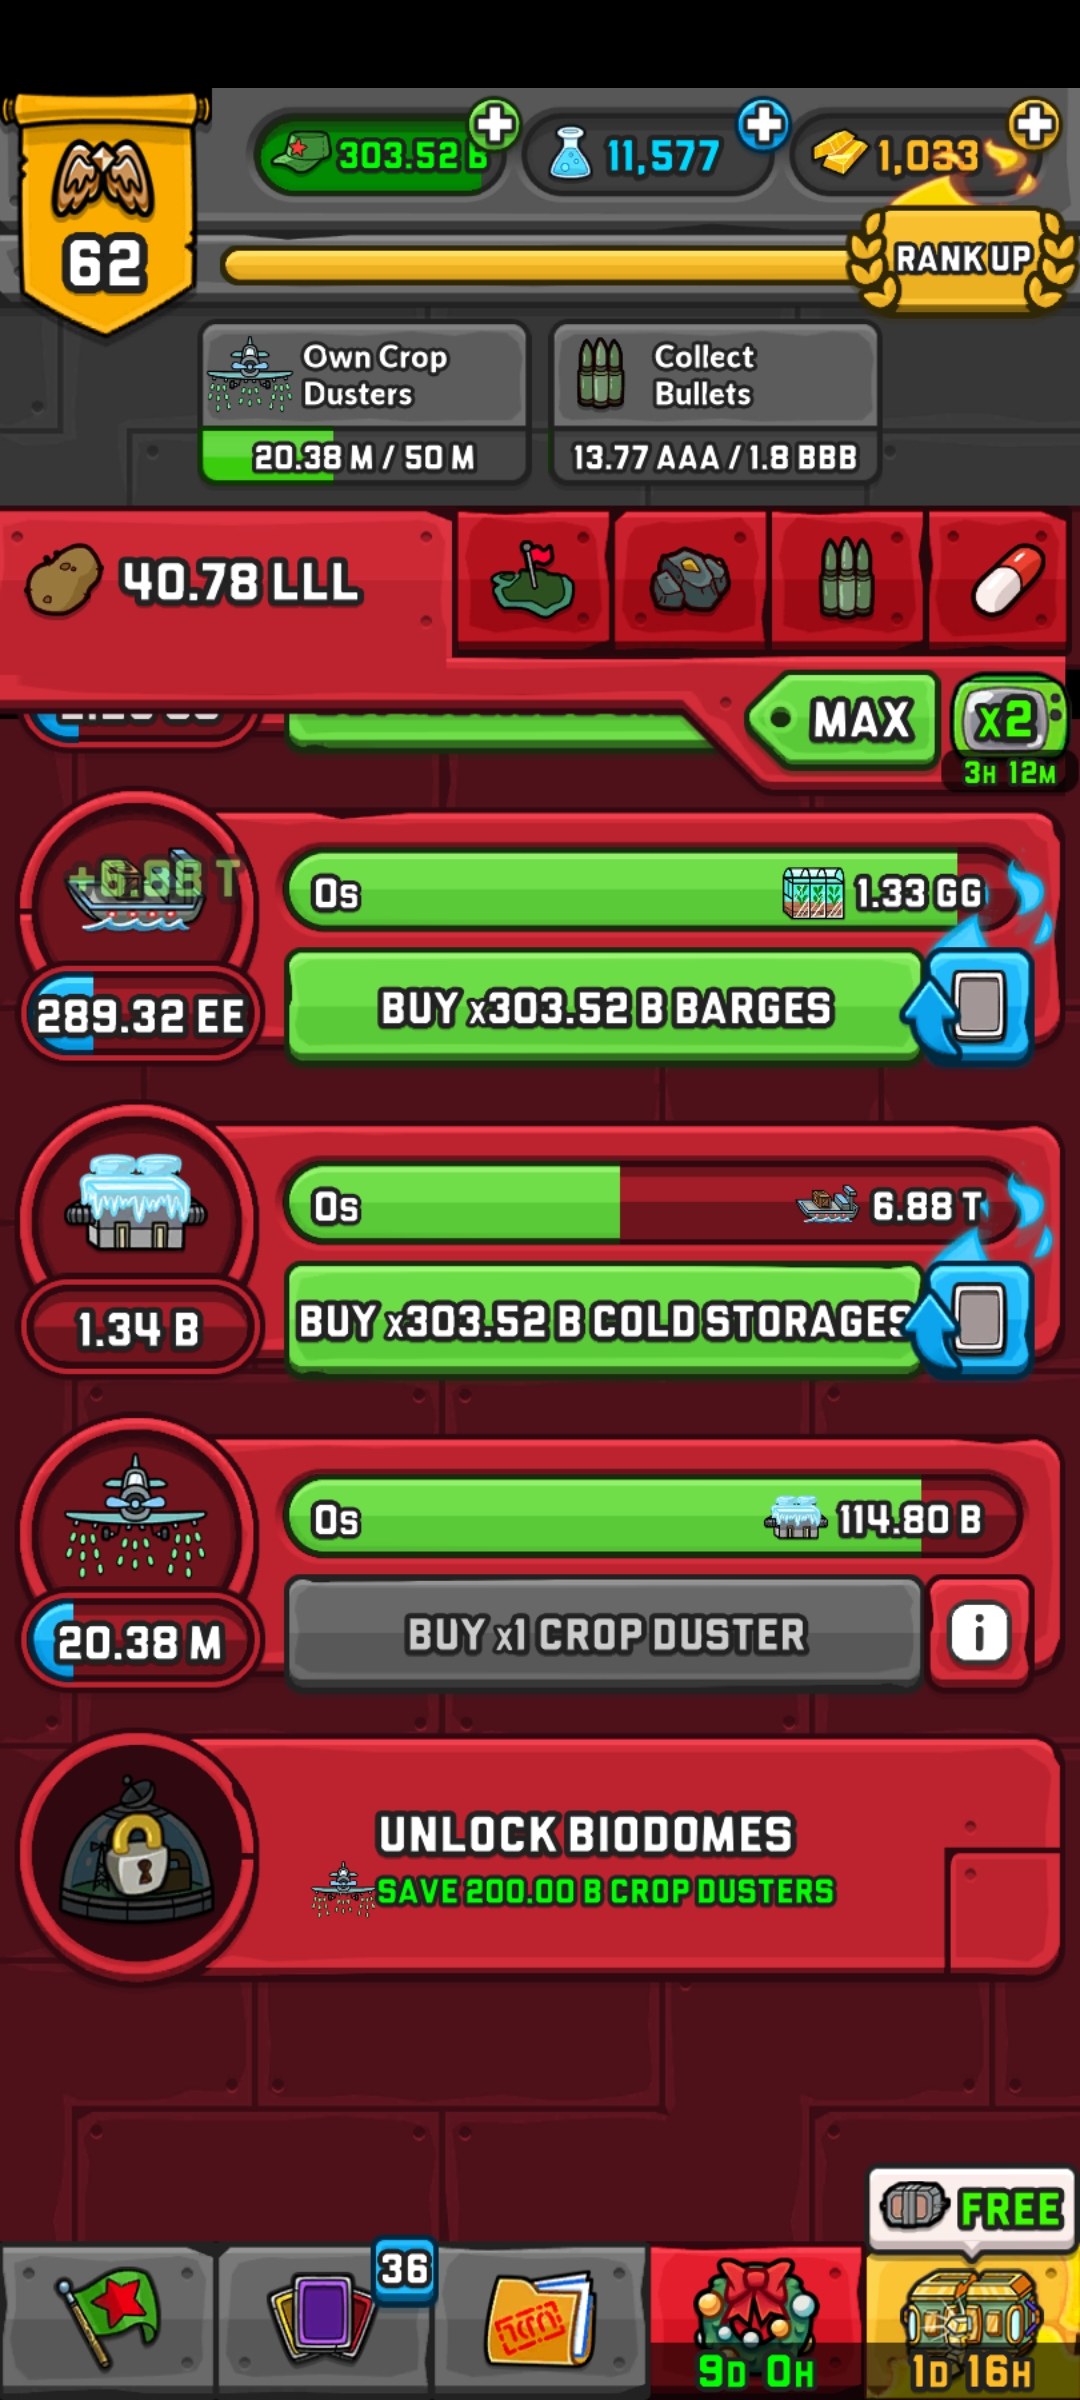 303.52 B
11,577
1,033
62
RANK UP
Own Crop
Dusters
Collect
Bullets
20.38 M / 50 M
13.77 AAA / 1.8 BBB
40.78 LLL
MAX
x2
3H 12M
+6.88 T
0s
1.33 GG
289.32 EE
BUY x303.52 B BARGES
0s
6.88 T
1.34 B
BUY x303.52 B COLD STORAGES
0s
114.80 B
20.38 M
BUY x1 CROP DUSTER
i
UNLOCK BIODOMES
SAVE 200.00 B CROP DUSTERS
FREE
36
9D 0H
1D 16H